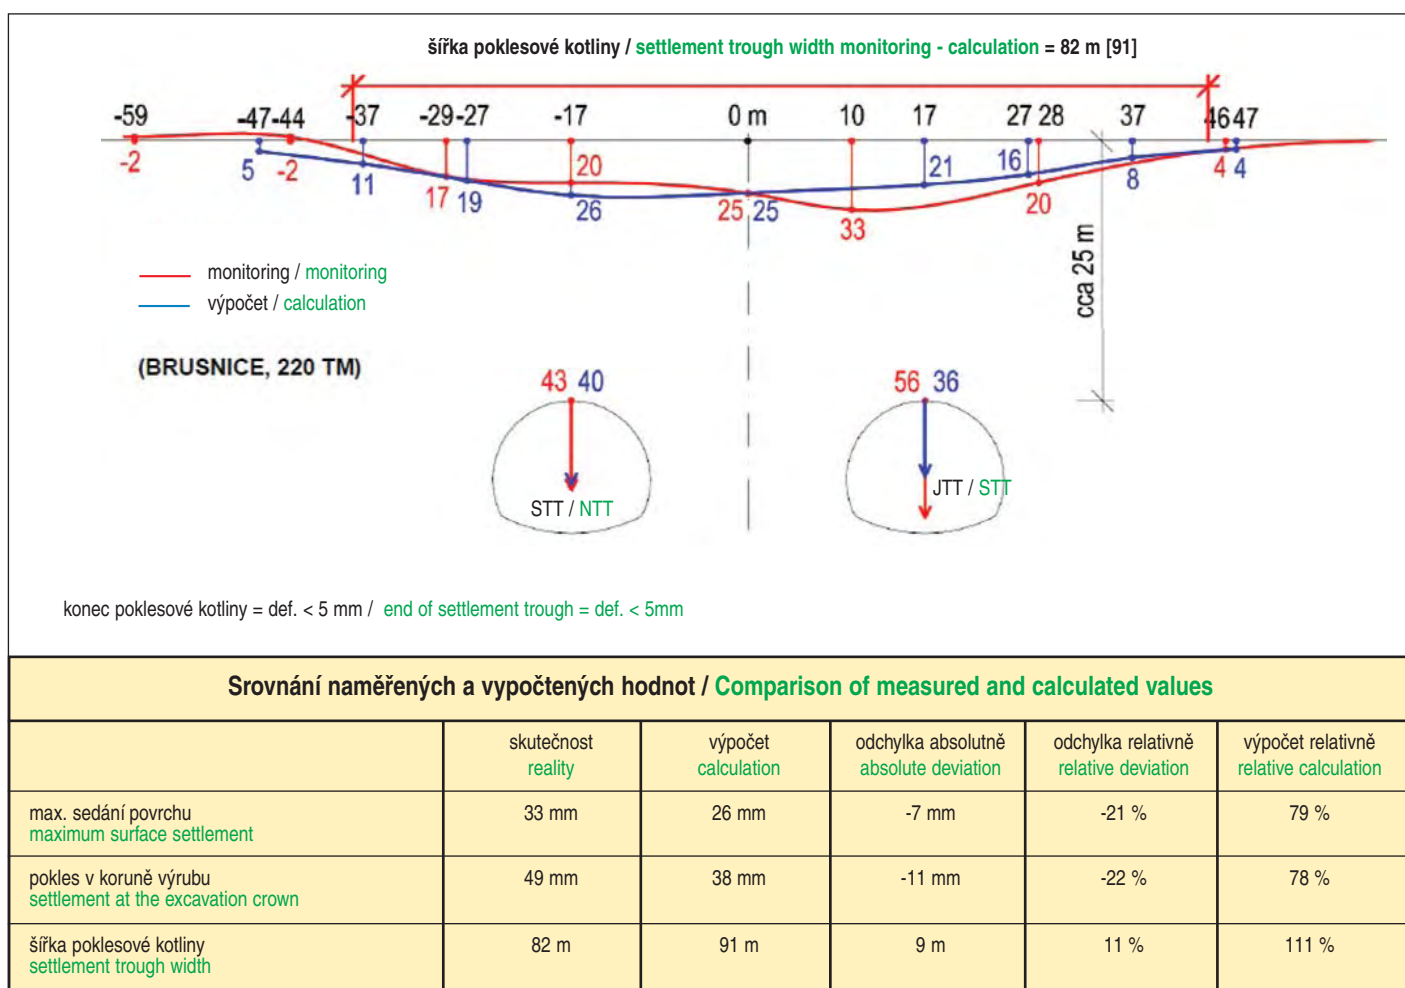 šířka poklesové kotliny / settlement trough width monitoring - calculation = 82 m [91]
-59 -47 -44 -37 -29 -27 -17 0 m 10 17 27 28 37 46 47
-2 5 -2 11 17 19 20 26 25 25 33 21 16 20 8 4 4
cca 25 m
monitoring / monitoring
výpočet / calculation
(BRUSNICE, 220 TM)
43 40 56 36
JTT / STT
STT / NTT
konec poklesové kotliny = def. < 5 mm / end of settlement trough = def. < 5mm
Srovnání naměřených a vypočtených hodnot / Comparison of measured and calculated values
skutečnost výpočet odchylka absolutně odchylka relativně výpočet relativně
reality calculation absolute deviation relative deviation relative calculation
max. sedání povrchu 33 mm 26 mm -7 mm -21 % 79 %
maximum surface settlement
pokles v koruně výrubu 49 mm 38 mm -11 mm -22 % 78 %
settlement at the excavation crown
šířka poklesové kotliny 82 m 91 m 9 m 11 % 111 %
settlement trough width